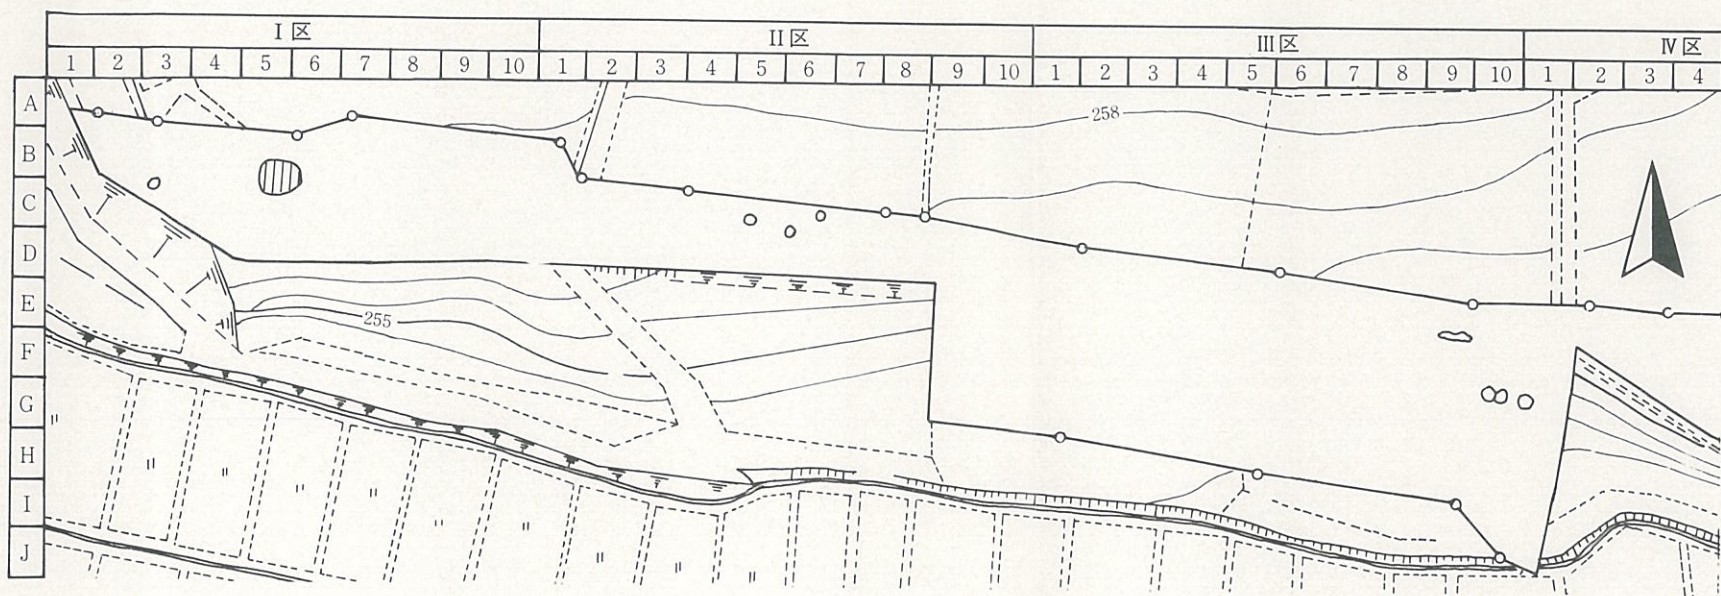 I区 II区 III区 IV区
1 2 3 4 5 6 7 8 9 10 1 2 3 4 5 6 7 8 9 10 1 2 3 4 5 6 7 8 9 10 1 2 3 4
A
258
B
C
D
E
255
F
G
H
I
J